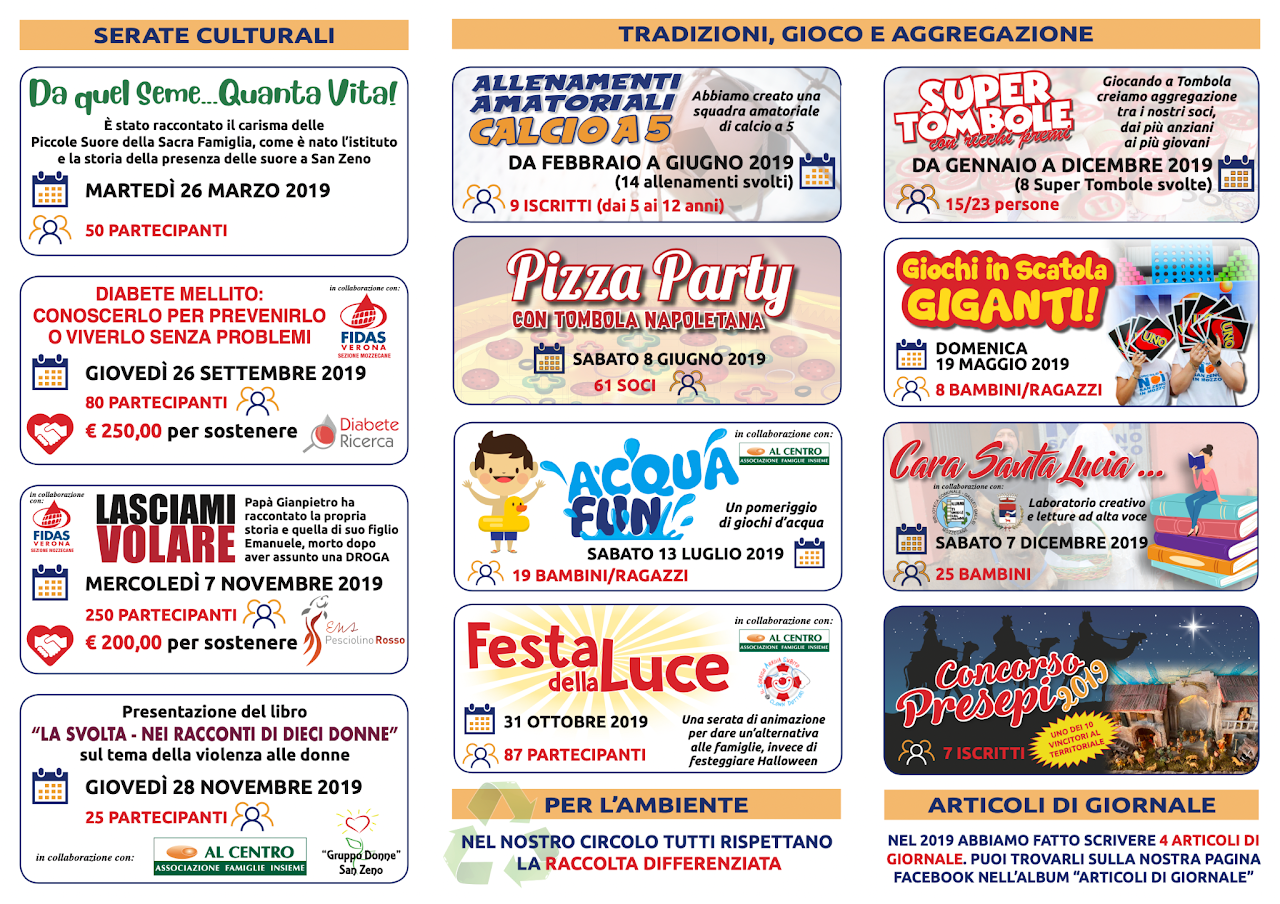 SERATE CULTURALI
Da quel Seme...Quanta Vita!
È stato raccontato il carisma delle
Piccole Suore della Sacra Famiglia, come è nato l'istituto
e la storia della presenza delle suore a San Zeno
MARTEDÌ 26 MARZO 2019
50 PARTECIPANTI
DIABETE MELLITO:
CONOSCERLO PER PREVENIRLO
O VIVERLO SENZA PROBLEMI
in collaborazione con:
FIDAS
VERONA
SEZIONE MOZZECANE
GIOVEDÌ 26 SETTEMBRE 2019
80 PARTECIPANTI
€ 250,00 per sostenere
Diabete
Ricerca
in collaborazione
con:
FIDAS
VERONA
SEZIONE MOZZECANE
LASCIAMI
VOLARE
Papà Gianpietro ha
raccontato la propria
storia e quella di suo figlio
Emanuele, morto dopo
aver assunto una DROGA
MERCOLEDÌ 7 NOVEMBRE 2019
250 PARTECIPANTI
€ 200,00 per sostenere
Ema
Pesciolino Rosso
Presentazione del libro
“LA SVOLTA - NEI RACCONTI DI DIECI DONNE”
sul tema della violenza alle donne
GIOVEDÌ 28 NOVEMBRE 2019
25 PARTECIPANTI
in collaborazione con:
AL CENTRO
ASSOCIAZIONE FAMIGLIE INSIEME
“Gruppo Donne”
San Zeno
TRADIZIONI, GIOCO E AGGREGAZIONE
ALLENAMENTI
AMATORIALI
CALCIO A 5
Abbiamo creato una
squadra amatoriale
di calcio a 5
DA FEBBRAIO A GIUGNO 2019
(14 allenamenti svolti)
9 ISCRITTI (dai 5 ai 12 anni)
Pizza Party
CON TOMBOLA NAPOLETANA
SABATO 8 GIUGNO 2019
61 SOCI
ACQUA
FUN
in collaborazione con:
AL CENTRO
ASSOCIAZIONE FAMIGLIE INSIEME
Un pomeriggio
di giochi d'acqua
SABATO 13 LUGLIO 2019
19 BAMBINI/RAGAZZI
Festa
della Luce
in collaborazione con:
AL CENTRO
ASSOCIAZIONE FAMIGLIE INSIEME
31 OTTOBRE 2019
87 PARTECIPANTI
Una serata di animazione
per dare un'alternativa
alle famiglie, invece di
festeggiare Halloween
PER L'AMBIENTE
NEL NOSTRO CIRCOLO TUTTI RISPETTANO
LA RACCOLTA DIFFERENZIATA
SUPER
TOMBOLE
con ricchi premi
Giocando a Tombola
creiamo aggregazione
tra i nostri soci,
dai più anziani
ai più giovani
DA GENNAIO A DICEMBRE 2019
(8 Super Tombole svolte)
15/23 persone
Giochi in Scatola
GIGANTI!
DOMENICA
19 MAGGIO 2019
8 BAMBINI/RAGAZZI
UNO
UNO
NOI
SAN ZENO
IN MOZZO
Cara Santa Lucia ...
in collaborazione con:
Laboratorio creativo
e letture ad alta voce
SABATO 7 DICEMBRE 2019
25 BAMBINI
Concorso
Presepi 2019
UNO DEI 10
VINCITORI AL
TERRITORIALE
7 ISCRITTI
ARTICOLI DI GIORNALE
NEL 2019 ABBIAMO FATTO SCRIVERE 4 ARTICOLI DI
GIORNALE. PUOI TROVARLI SULLA NOSTRA PAGINA
FACEBOOK NELL'ALBUM “ARTICOLI DI GIORNALE”